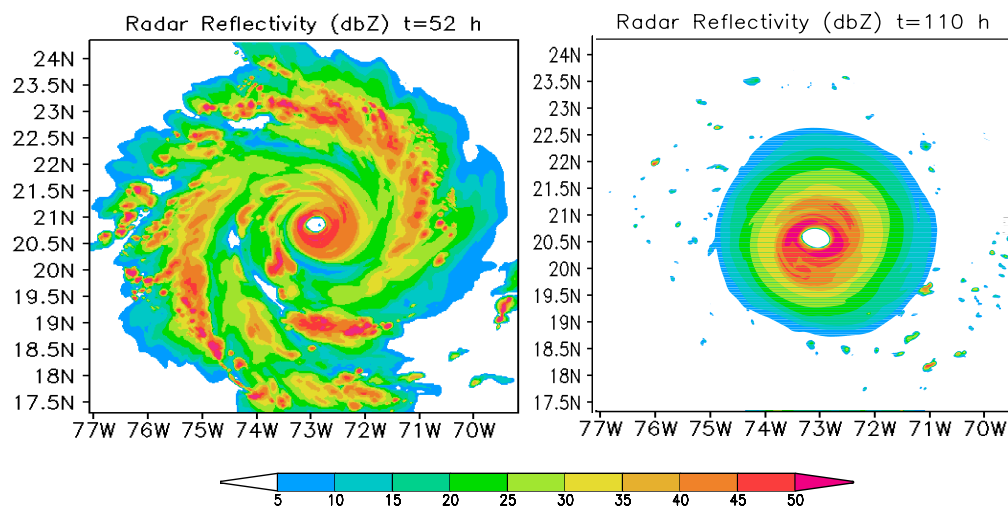 Radar Reflectivity (dbZ) t=52 h
24N
23.5N
23N
22.5N
22N
21.5N
21N
20.5N
20N
19.5N
19N
18.5N
18N
17.5N
77W 76W 75W 74W 73W 72W 71W 70W
Radar Reflectivity (dbZ) t=110 h
24N
23.5N
23N
22.5N
22N
21.5N
21N
20.5N
20N
19.5N
19N
18.5N
18N
17.5N
77W 76W 75W 74W 73W 72W 71W 70W
5 10 15 20 25 30 35 40 45 50